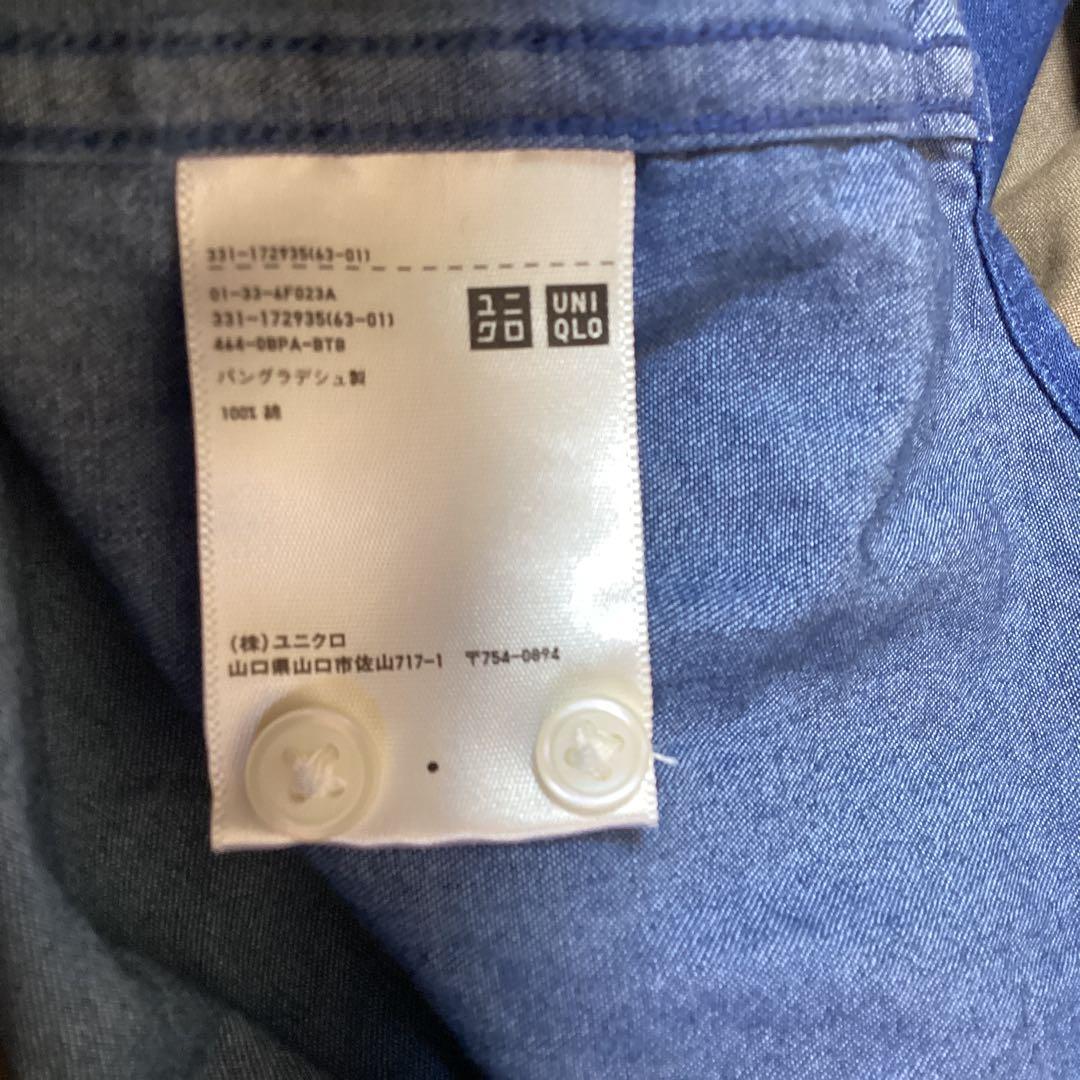 331-172935(63-01)
01-33-6F023A
331-172935(63-01)
464-0BPA-BTB
バングラデシュ製
100% 綿
ユニ
クロ
UNI
QLO
(株)ユニクロ
山口県山口市佐山717-1 〒754-0894